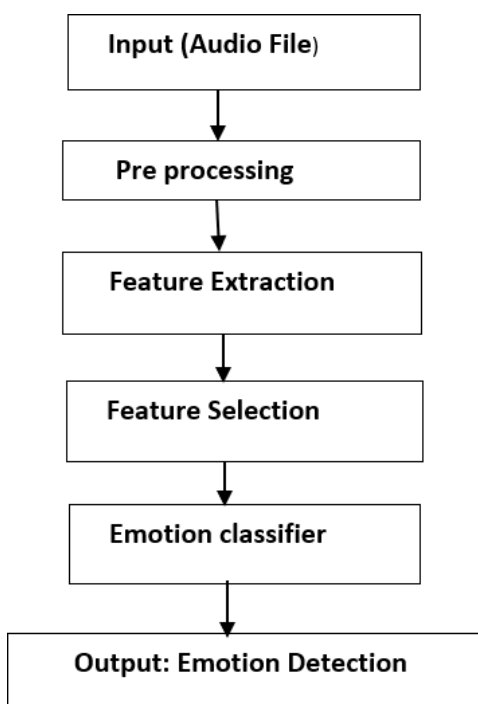 Input (Audio File)
Pre processing
Feature Extraction
Feature Selection
Emotion classifier
Output: Emotion Detection